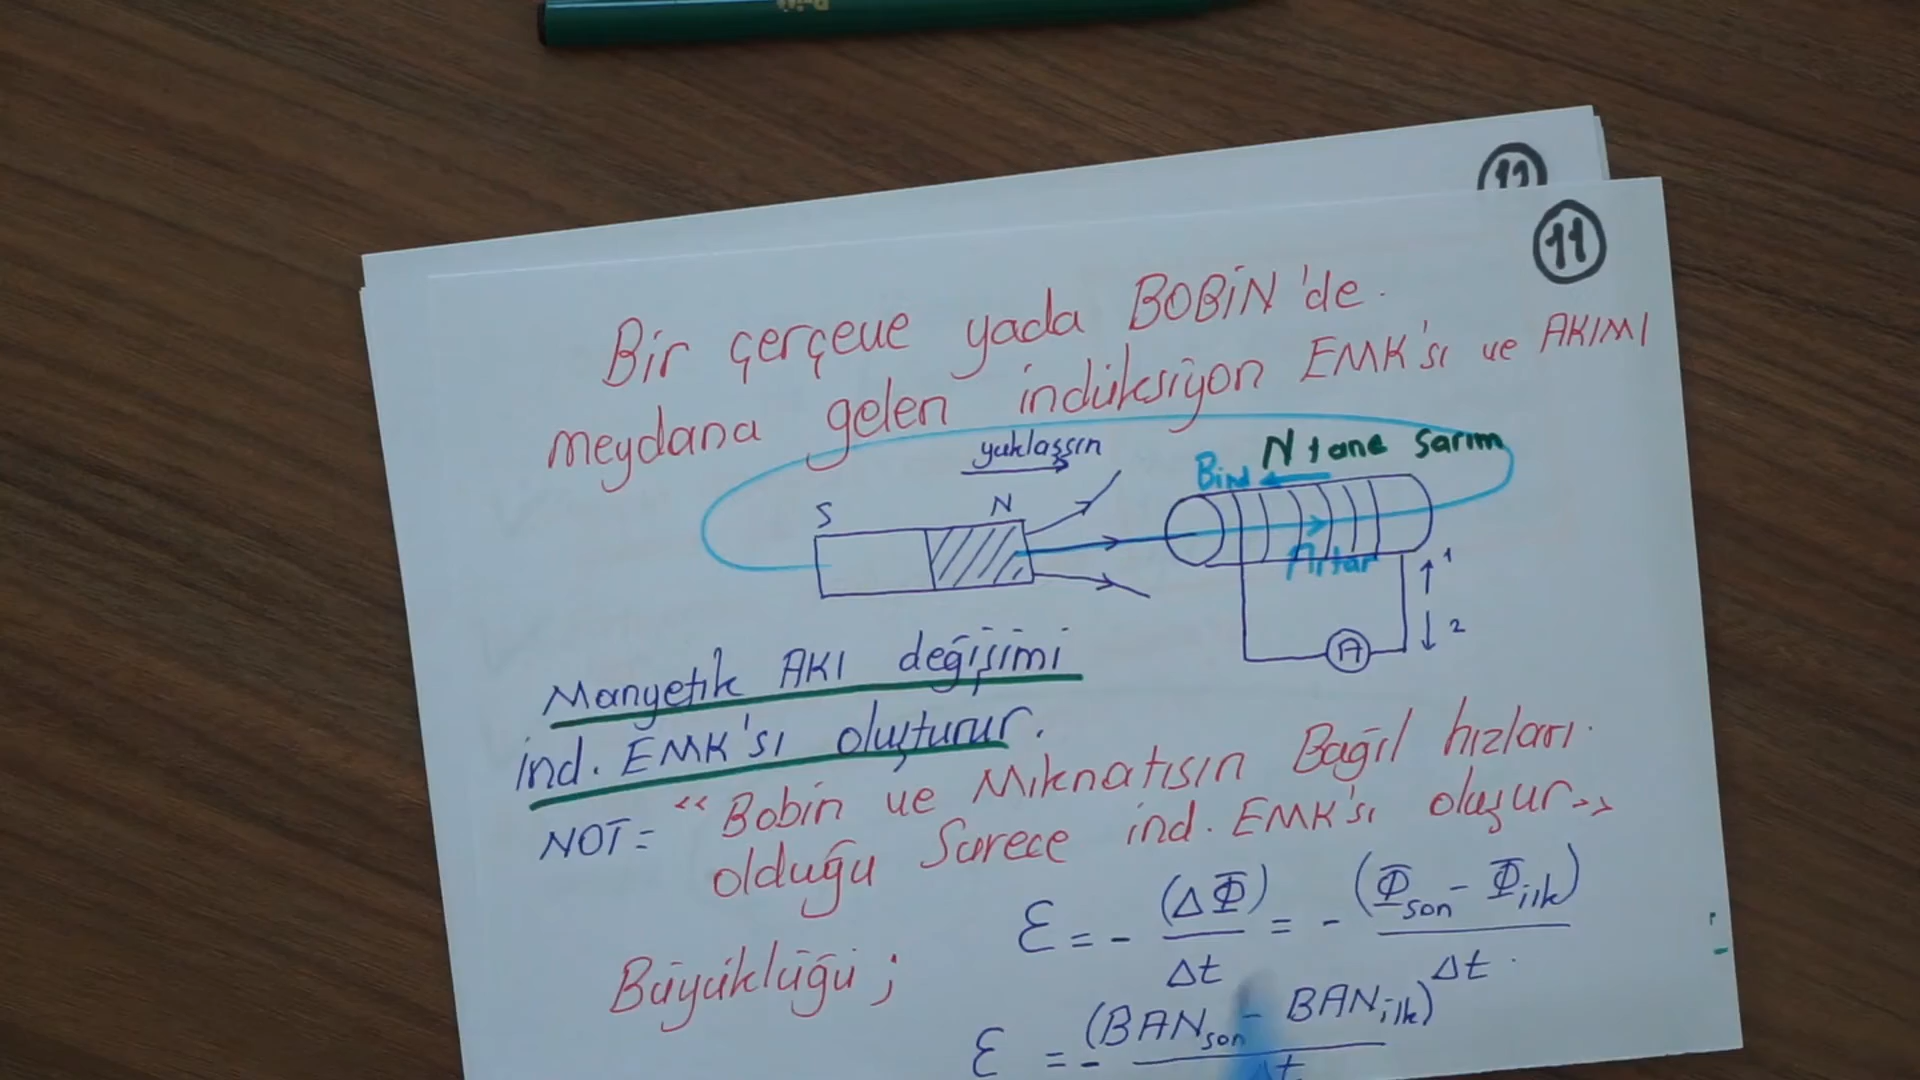 12
11
Bir çerçeve yada BOBİN'de.
meydana gelen indüksiyon EMK'sı ve AKIMI
yaklaşsın
N tane sarım
Bind
S N
Artar
1
2
A
Manyetik AKI değişimi
ind. EMK'sı oluşturur.
NOT= "Bobin ve Mıknatısın Bağıl hızları.
olduğu Sürece ind. EMK'sı oluşur"
Büyüklüğü;
ε = - (ΔΦ)/Δt = - (Φson - Φilk)/Δt
ε = - (BANson - BANilk)/Δt